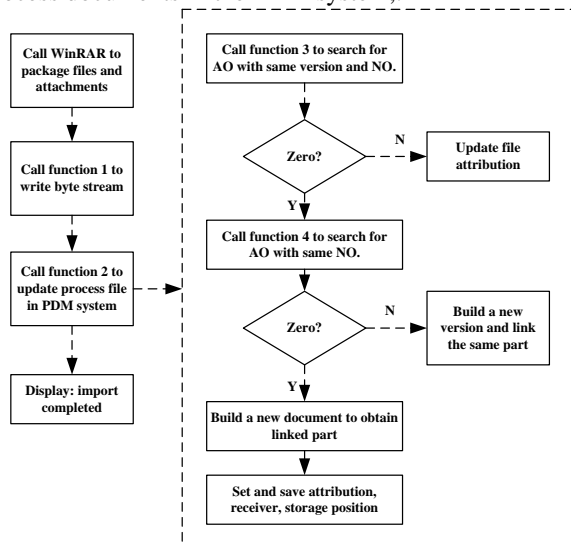 Call WinRAR to
package files and
attachments
Call function 1 to
write byte stream
Call function 2 to
update process file
in PDM system
Display: import
completed
Call function 3 to search for
AO with same version and NO.
Zero?
N
Update file
attribution
Y
Call function 4 to search for
AO with same NO.
Zero?
N
Build a new
version and link
the same part
Y
Build a new document to obtain
linked part
Set and save attribution,
receiver, storage position